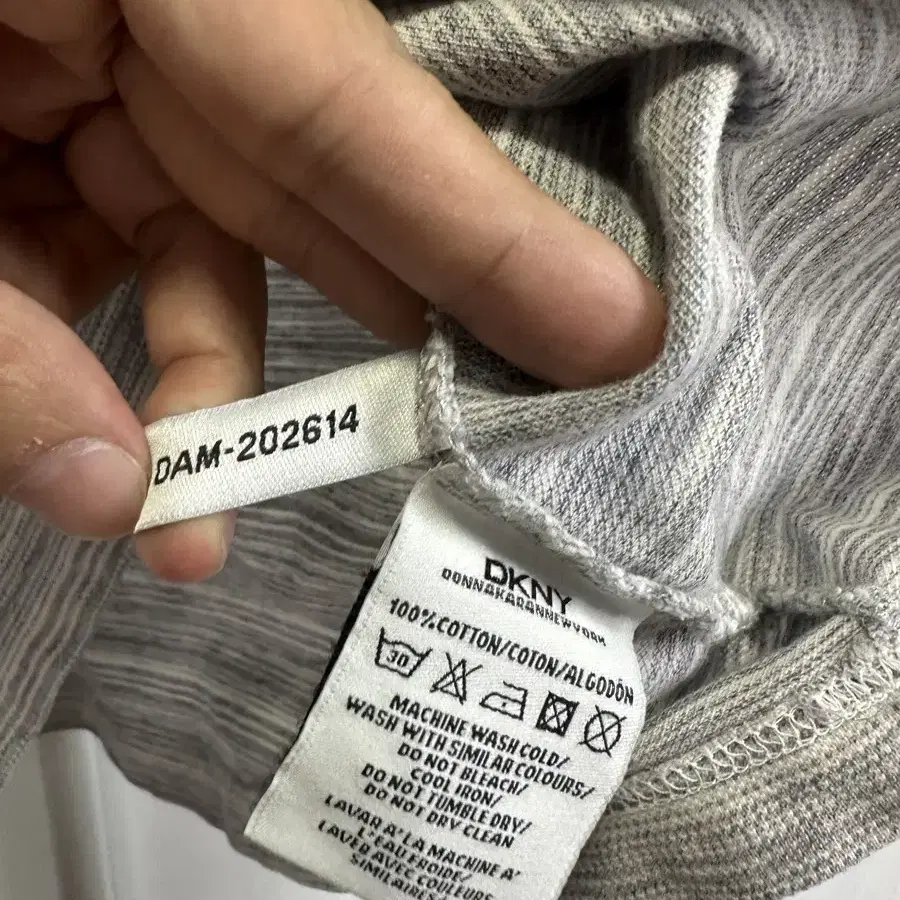 DAM-202614
DKNY
DONNAKARANNEWYORK
100%COTTON/COTON/ALGODÓN
30
MACHINE WASH COLD/
WASH WITH SIMILAR COLOURS/
DO NOT BLEACH/
COOL IRON/
DO NOT TUMBLE DRY/
DO NOT DRY CLEAN
LAVAR A' LA MACHINE A'
L'EAU FROIDE/
LAVER AVEC COULEURS
SIMILAIRES/